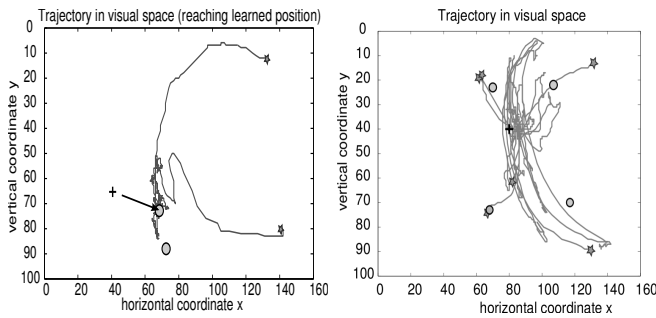 Trajectory in visual space (reaching learned position)
0
10
20
30
40
50
60
70
80
90
100
vertical coordinate y
0 20 40 60 80 100 120 140 160
horizontal coordinate x
Trajectory in visual space
0
10
20
30
40
50
60
70
80
90
100
vertical coordinate y
0 20 40 60 80 100 120 140 160
horizontal coordinate x